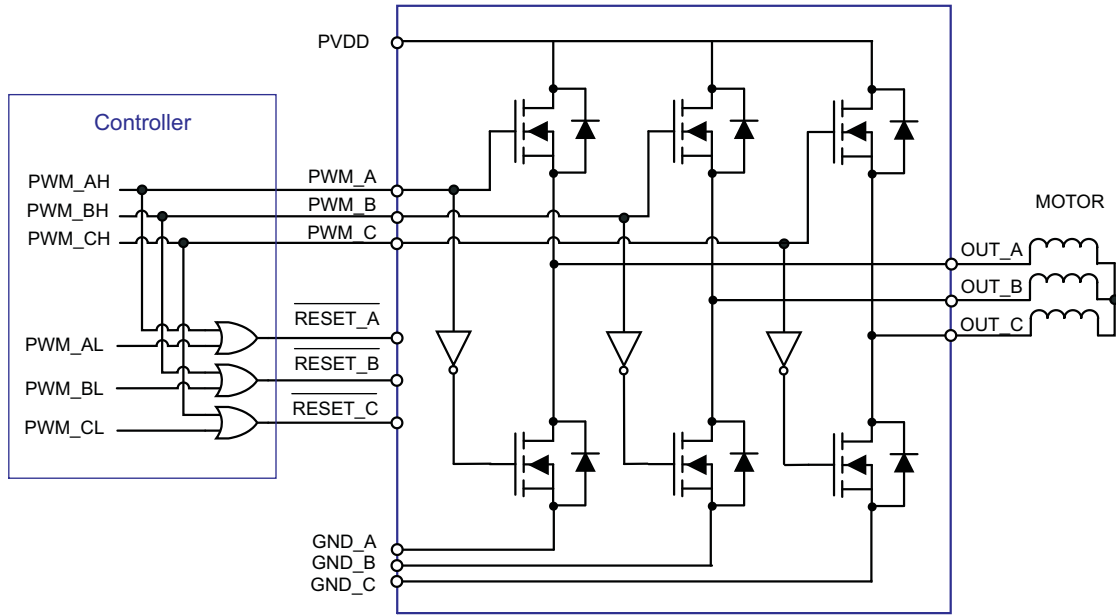 PVDD
Controller
PWM_AH
PWM_BH
PWM_CH
PWM_AL
PWM_BL
PWM_CL
PWM_A
PWM_B
PWM_C
RESET_A
RESET_B
RESET_C
GND_A
GND_B
GND_C
MOTOR
OUT_A
OUT_B
OUT_C